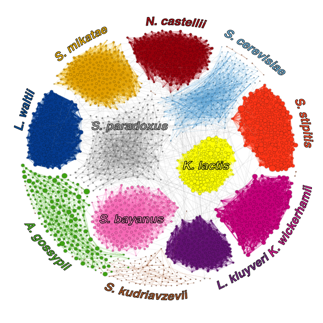 N. castellii
S. mikatae
S. cerevisiae
L. waltii
S. paradoxus
S. stipitis
K. lactis
S. bayanus
A. gossypii
K. wickerhamii
L. kluyveri
S. kudriavzevii